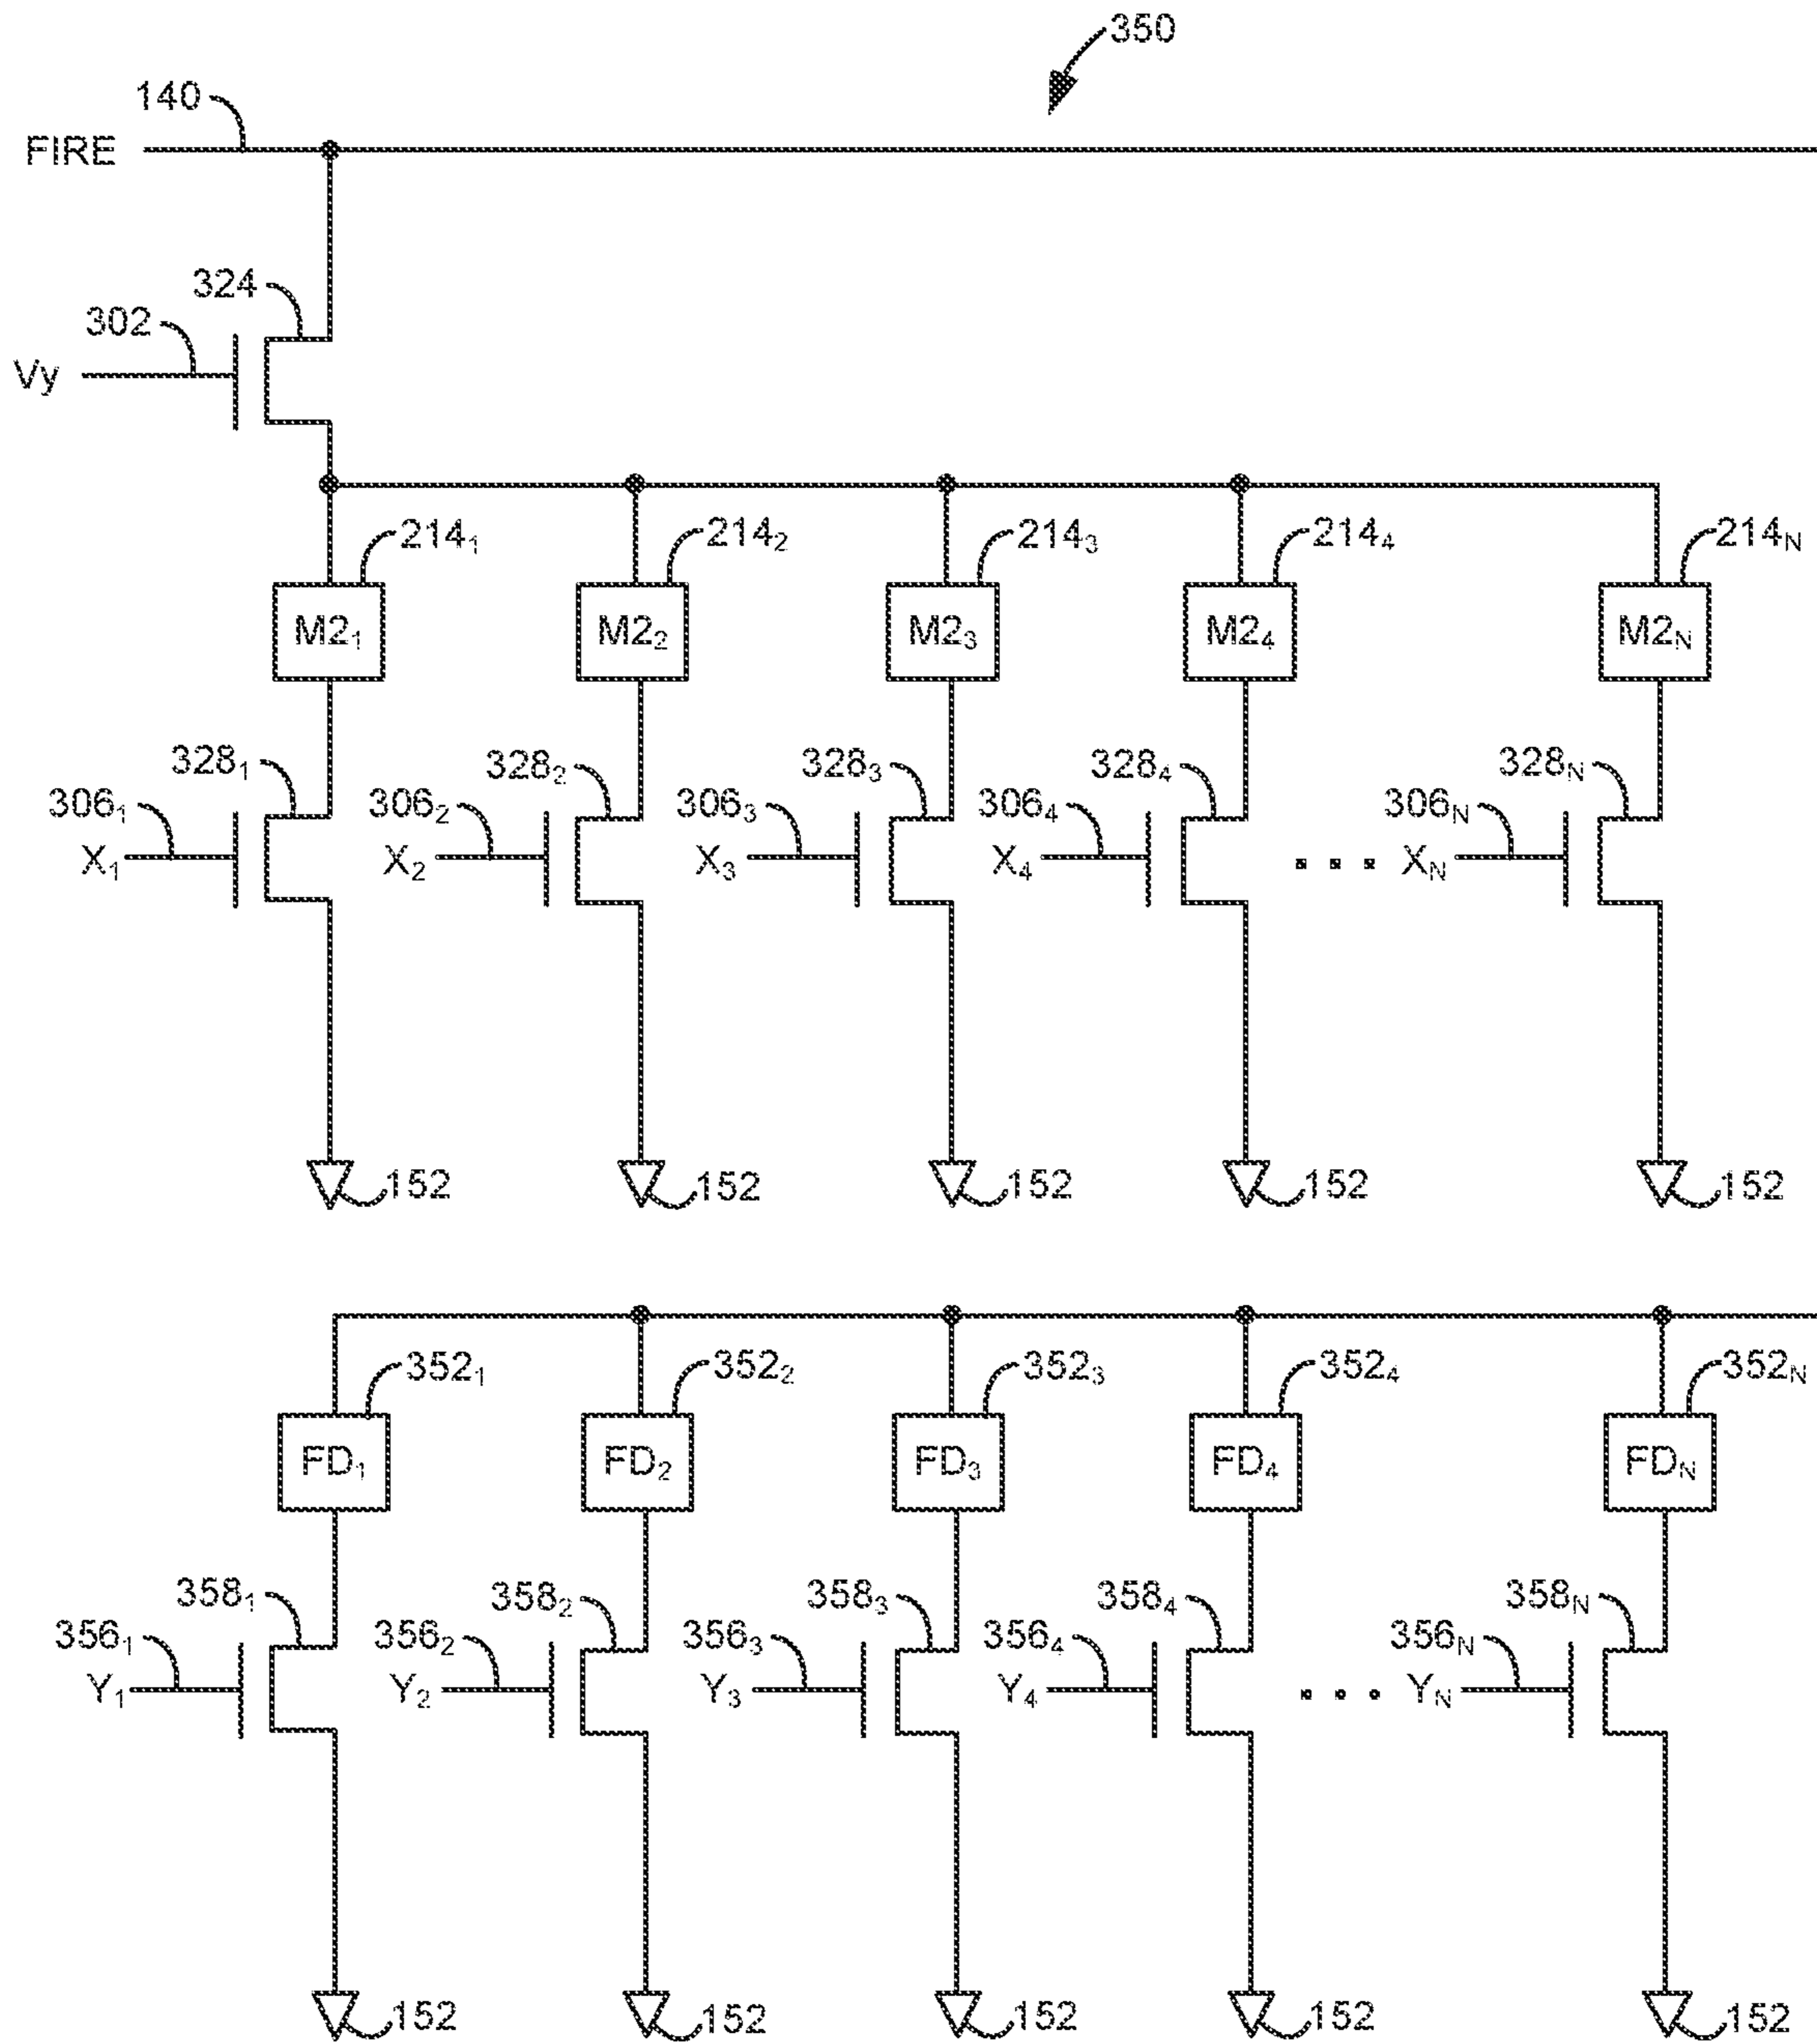 350
140
FIRE
324
302
Vy
214₁ 214₂ 214₃ 214₄ 214N
M2₁ M2₂ M2₃ M2₄ M2N
328₁ 328₂ 328₃ 328₄ 328N
306₁ 306₂ 306₃ 306₄ 306N
X₁ X₂ X₃ X₄ ... XN
152 152 152 152 152
352₁ 352₂ 352₃ 352₄ 352N
FD₁ FD₂ FD₃ FD₄ FDN
358₁ 358₂ 358₃ 358₄ 358N
356₁ 356₂ 356₃ 356₄ 356N
Y₁ Y₂ Y₃ Y₄ ... YN
152 152 152 152 152